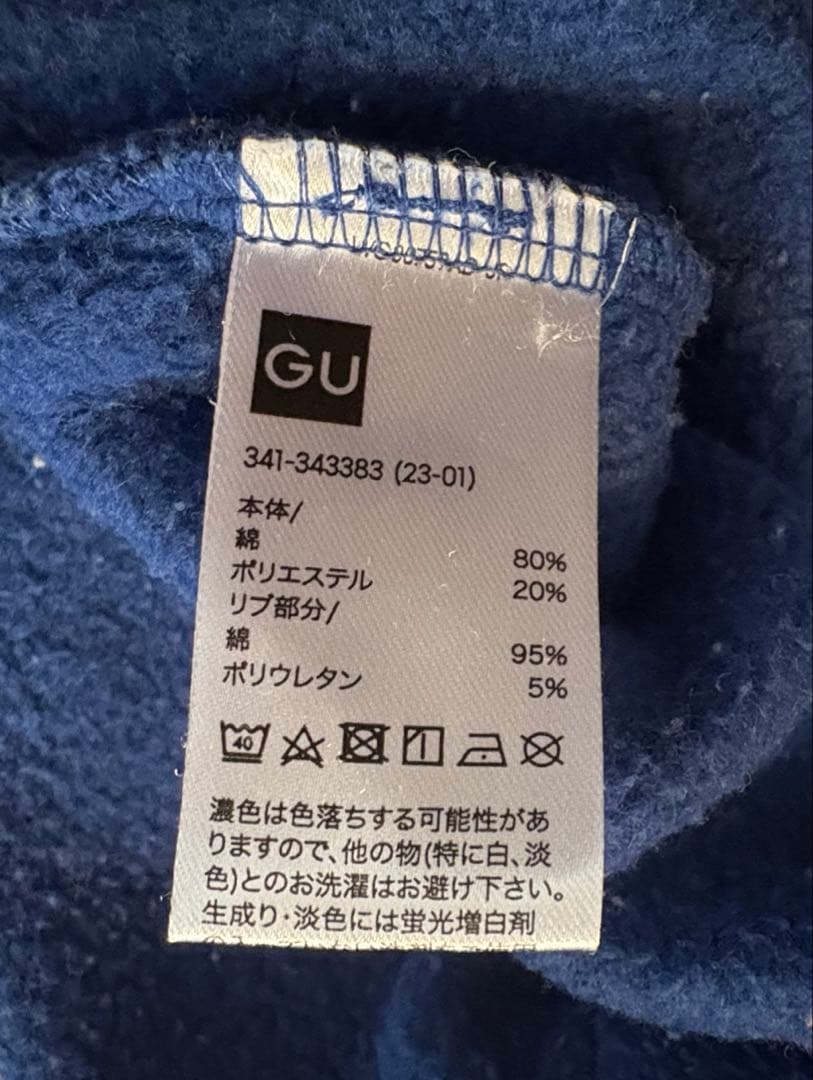 GU
341-343383 (23-01)
本体/
綿 80%
ポリエステル 20%
リブ部分/
綿 95%
ポリウレタン 5%
40
濃色は色落ちする可能性があ
りますので、他の物(特に白、淡
色)とのお洗濯はお避け下さい。
生成り・淡色には蛍光増白剤